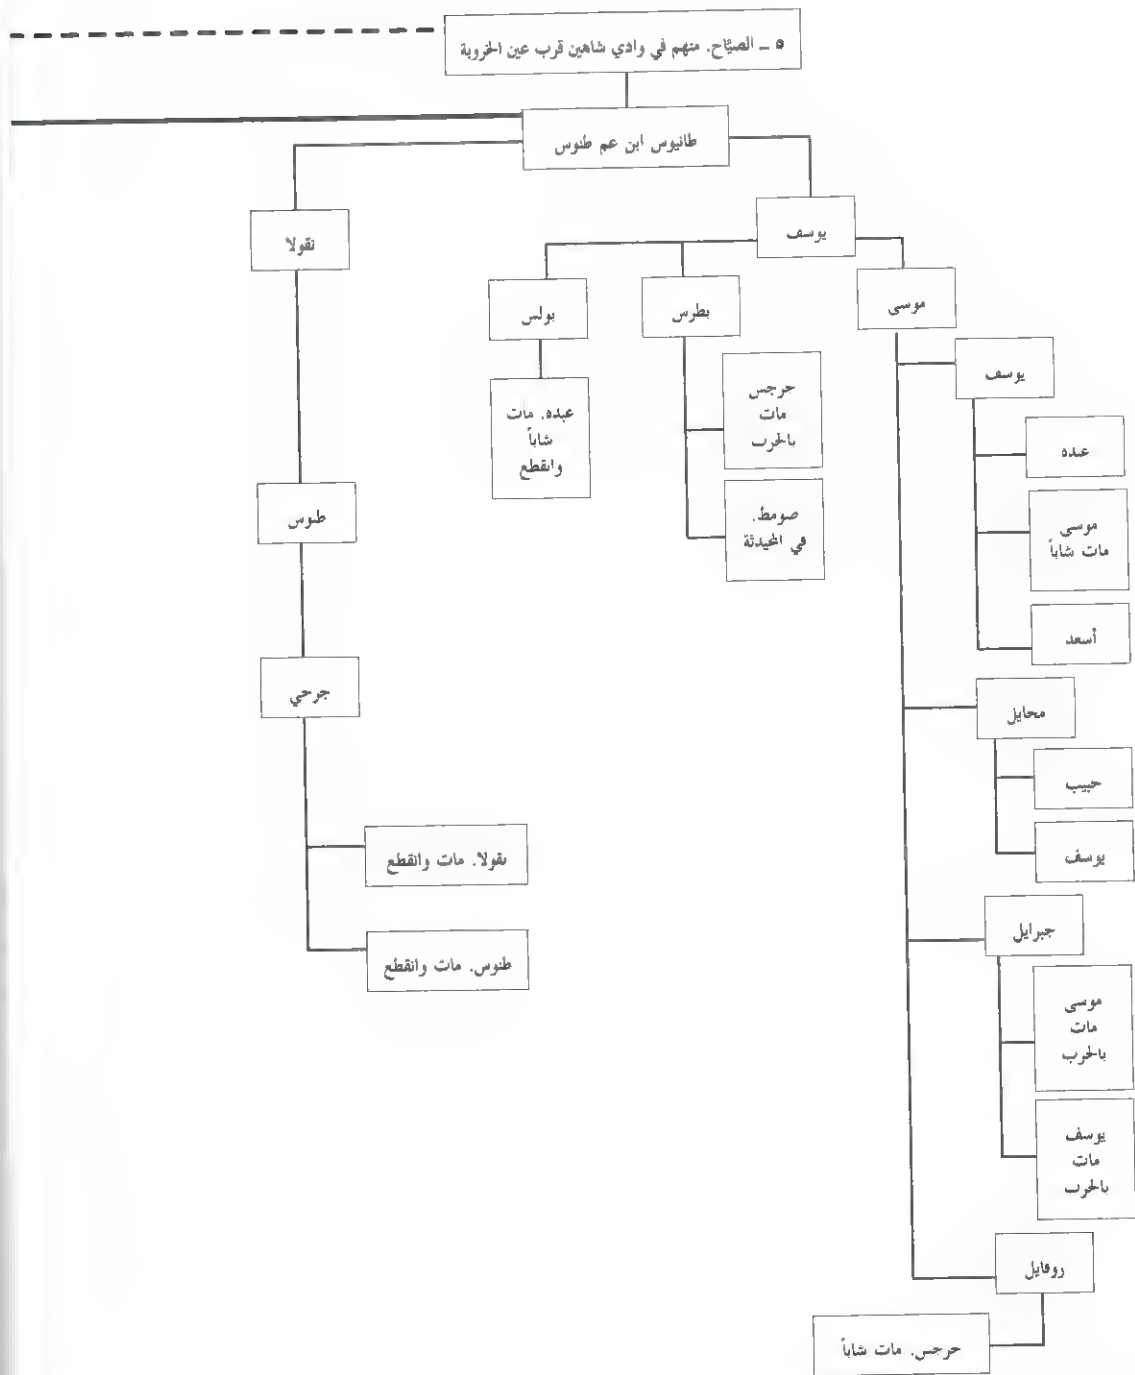 ٥ ــ الصيّاح. منهم في وادي شاهين قرب عين الخروبة
طانيوس ابن عم طنوس
يوسف
موسى
يوسف
عبده
موسى
مات شاباً
أسعد
محايل
حبيب
يوسف
جبرايل
موسى
مات
بالحرب
يوسف
مات
بالحرب
روفايل
جرجس. مات شاباً
بطرس
جرجس
مات
بالحرب
صومط.
في المحيدثة
بولس
عبده. مات
شاباً
وانقطع
نقولا
طنوس
جرجي
نقولا. مات وانقطع
طنوس. مات وانقطع